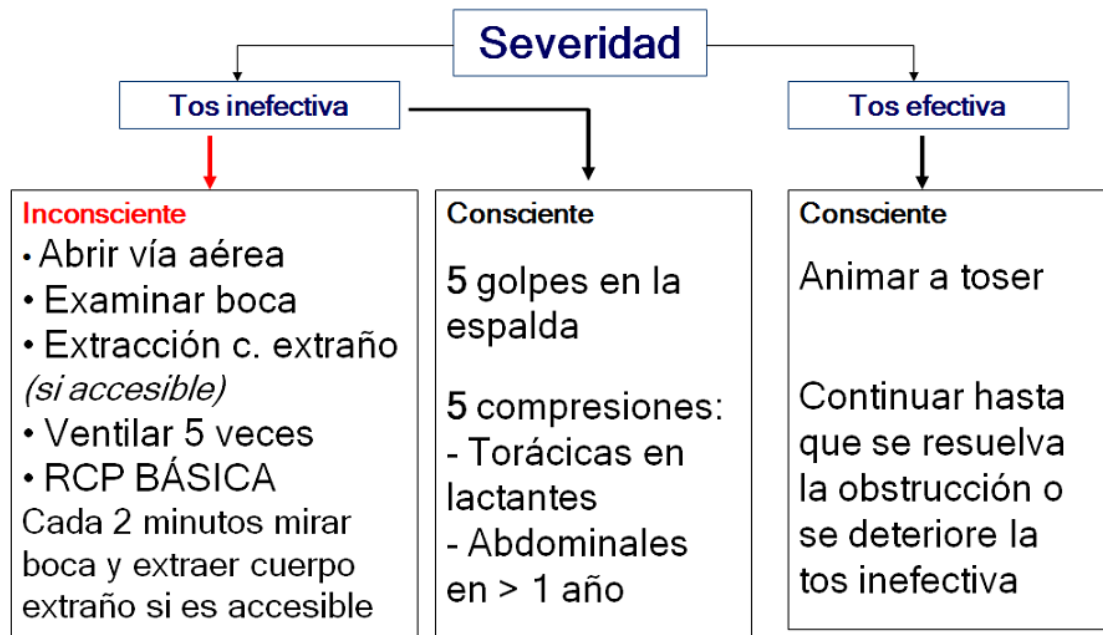 Severidad
Tos inefectiva
Tos efectiva
Inconsciente
• Abrir vía aérea
• Examinar boca
• Extracción c. extraño
(si accesible)
• Ventilar 5 veces
• RCP BÁSICA
Cada 2 minutos mirar
boca y extraer cuerpo
extraño si es accesible
Consciente
5 golpes en la
espalda
5 compresiones:
- Torácicas en
lactantes
- Abdominales
en > 1 año
Consciente
Animar a toser
Continuar hasta
que se resuelva
la obstrucción o
se deteriore la
tos inefectiva